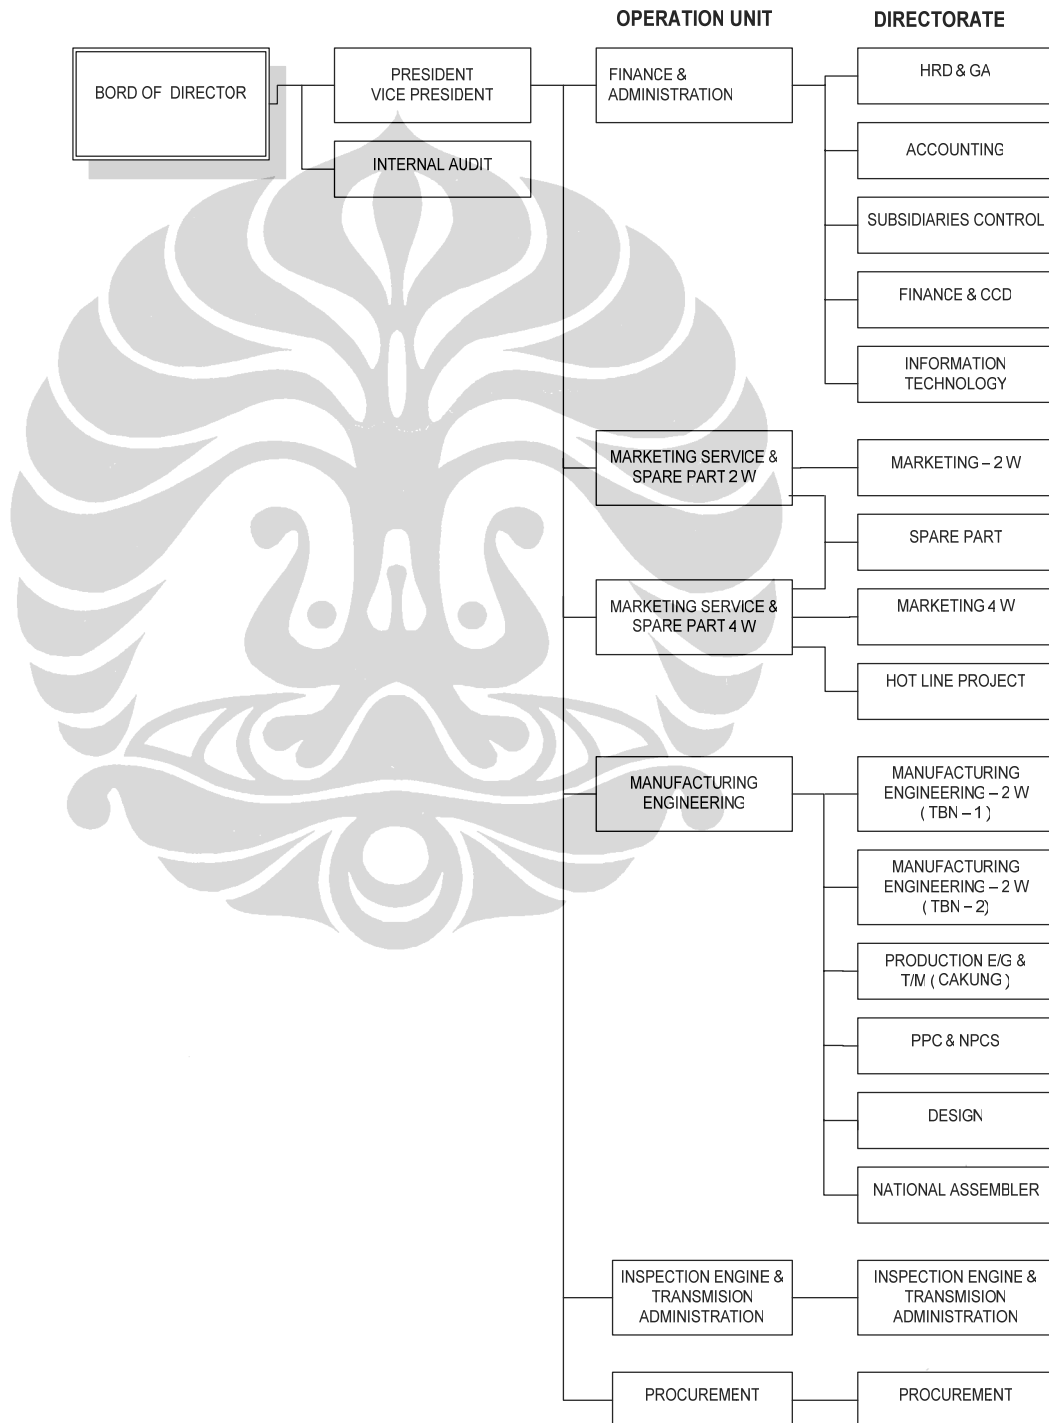 OPERATION UNIT
DIRECTORATE
BORD OF DIRECTOR
PRESIDENT
VICE PRESIDENT
INTERNAL AUDIT
FINANCE &
ADMINISTRATION
HRD & GA
ACCOUNTING
SUBSIDIARIES CONTROL
FINANCE & CCD
INFORMATION
TECHNOLOGY
MARKETING SERVICE &
SPARE PART 2 W
MARKETING – 2 W
SPARE PART
MARKETING SERVICE &
SPARE PART 4 W
MARKETING 4 W
HOT LINE PROJECT
MANUFACTURING
ENGINEERING
MANUFACTURING
ENGINEERING – 2 W
( TBN – 1 )
MANUFACTURING
ENGINEERING – 2 W
( TBN – 2)
PRODUCTION E/G &
T/M ( CAKUNG )
PPC & NPCS
DESIGN
NATIONAL ASSEMBLER
INSPECTION ENGINE &
TRANSMISION
ADMINISTRATION
INSPECTION ENGINE &
TRANSMISION
ADMINISTRATION
PROCUREMENT
PROCUREMENT